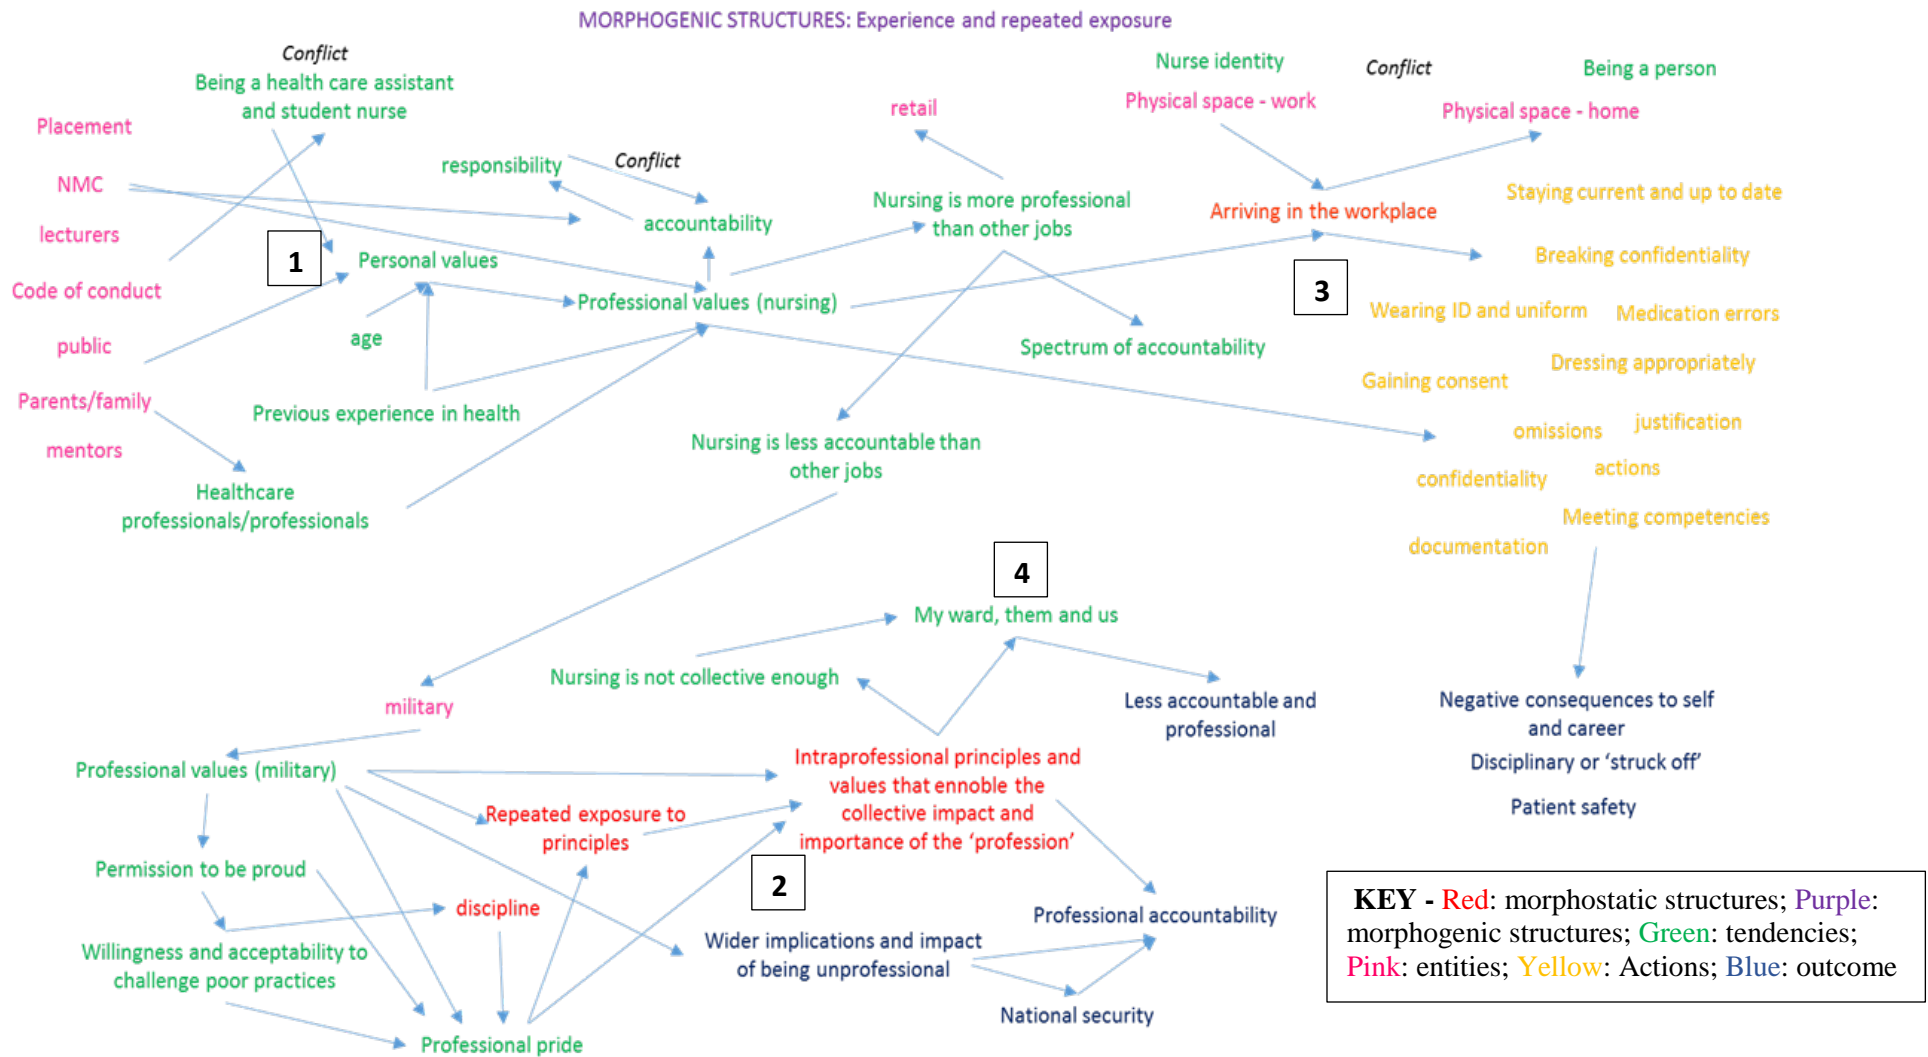 MORPHOGENIC STRUCTURES: Experience and repeated exposure
Conflict
Being a health care assistant
and student nurse
Placement
NMC
lecturers
Code of conduct
public
Parents/family
mentors
1
Personal values
age
Previous experience in health
Healthcare
professionals/professionals
responsibility
Conflict
accountability
Professional values (nursing)
retail
Nursing is more professional
than other jobs
Spectrum of accountability
Nursing is less accountable than
other jobs
Nurse identity
Physical space - work
Conflict
Being a person
Physical space - home
Arriving in the workplace
3
Staying current and up to date
Breaking confidentiality
Wearing ID and uniform
Medication errors
Dressing appropriately
Gaining consent
omissions
justification
actions
confidentiality
Meeting competencies
documentation
4
My ward, them and us
Nursing is not collective enough
Less accountable and
professional
Negative consequences to self
and career
Disciplinary or ‘struck off’
Patient safety
military
Professional values (military)
Permission to be proud
Willingness and acceptability to
challenge poor practices
discipline
Professional pride
Repeated exposure to
principles
Intraprofessional principles and
values that ennoble the
collective impact and
importance of the ‘profession’
2
Wider implications and impact
of being unprofessional
Professional accountability
National security
KEY - Red: morphostatic structures; Purple:
morphogenic structures; Green: tendencies;
Pink: entities; Yellow: Actions; Blue: outcome